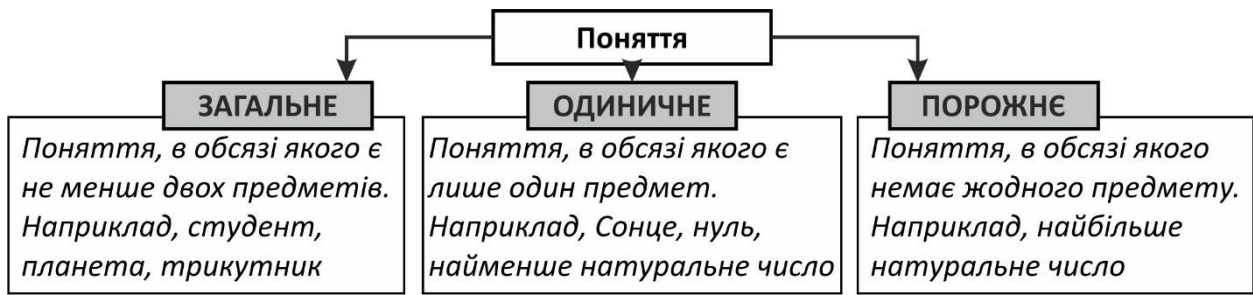 Поняття
ЗАГАЛЬНЕ
Поняття, в обсязі якого є
не менше двох предметів.
Наприклад, студент,
планета, трикутник
ОДИНИЧНЕ
Поняття, в обсязі якого є
лише один предмет.
Наприклад, Сонце, нуль,
найменше натуральне число
ПОРОЖНЄ
Поняття, в обсязі якого
немає жодного предмету.
Наприклад, найбільше
натуральне число